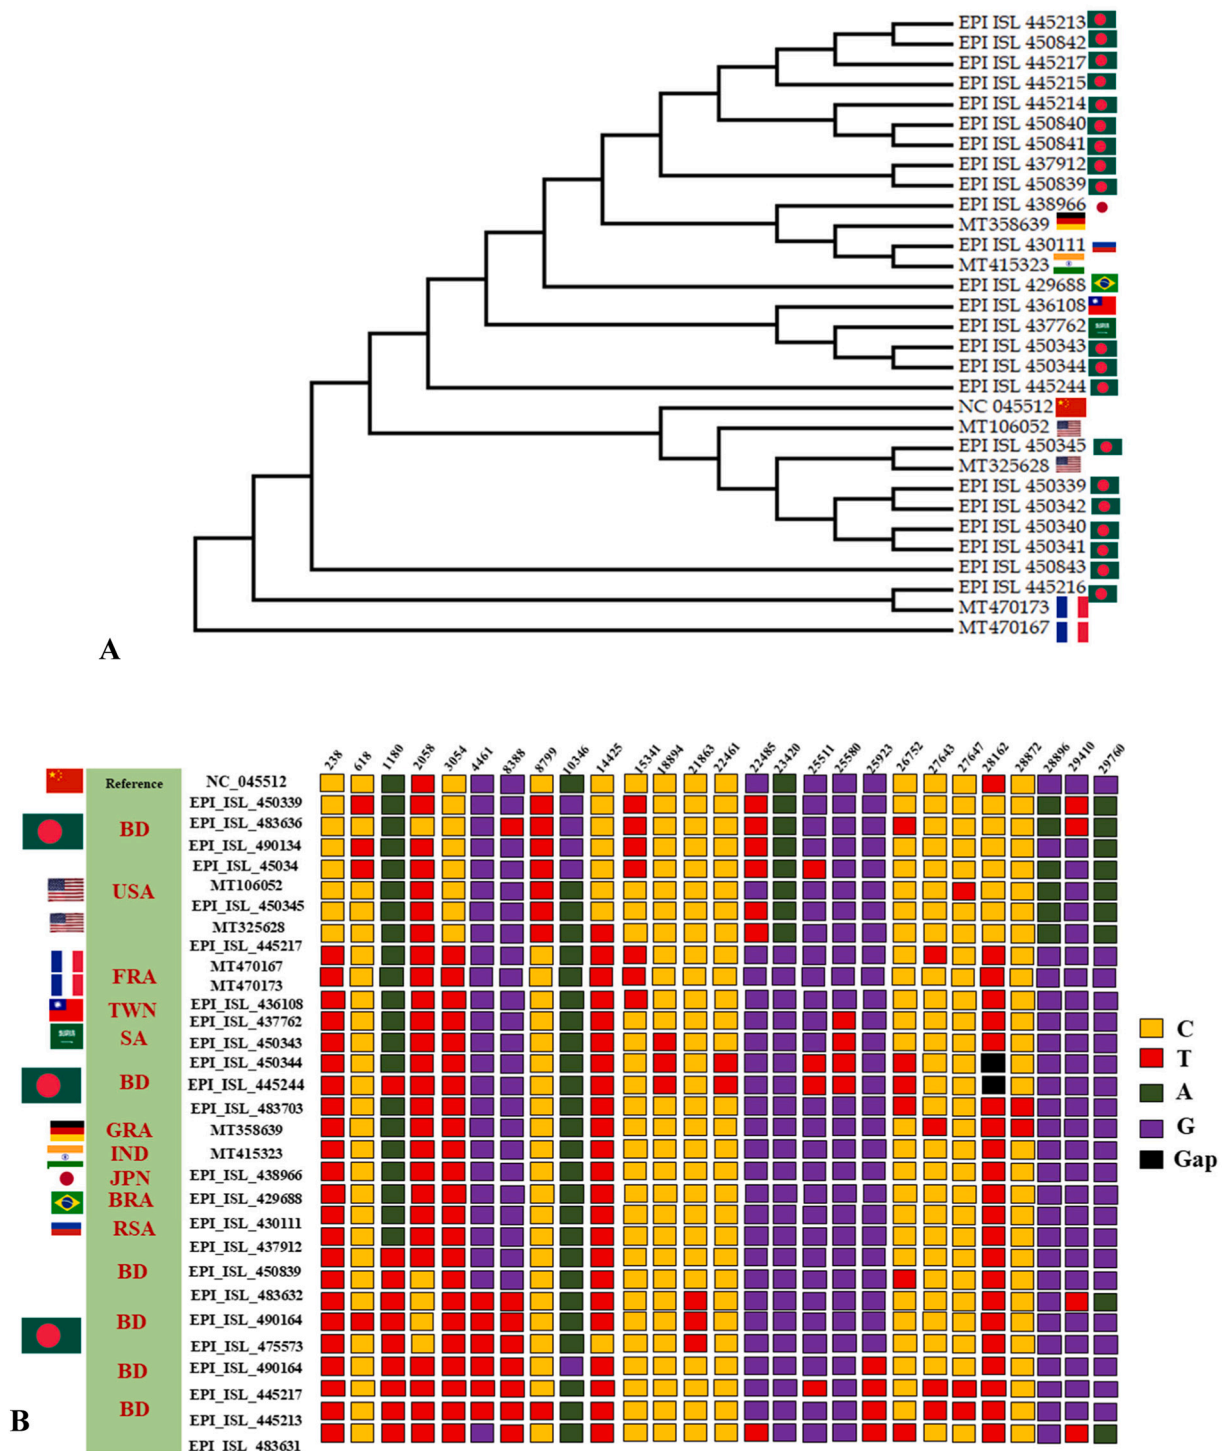 EPI ISL 445213
EPI ISL 450842
EPI ISL 445217
EPI ISL 445215
EPI ISL 445214
EPI ISL 450840
EPI ISL 450841
EPI ISL 437912
EPI ISL 450839
EPI ISL 438966
MT358639
EPI ISL 430111
MT415323
EPI ISL 429688
EPI ISL 436108
EPI ISL 437762
EPI ISL 450343
EPI ISL 450344
EPI ISL 445244
NC 045512
MT106052
EPI ISL 450345
MT325628
EPI ISL 450339
EPI ISL 450342
EPI ISL 450340
EPI ISL 450341
EPI ISL 450843
EPI ISL 445216
MT470173
MT470167
A
238 618 1180 2058 3054 4461 8388 8799 10346 14425 15341 18894 21863 22461 22485 23420 25511 25580 25923 26752 27643 27647 28162 28872 28896 29410 29760
Reference NC_045512
EPI_ISL_450339
BD EPI_ISL_483636
EPI_ISL_490134
EPI_ISL_45034
USA MT106052
EPI_ISL_450345
MT325628
EPI_ISL_445217
FRA MT470167
MT470173
TWN EPI_ISL_436108
EPI_ISL_437762
SA EPI_ISL_450343
EPI_ISL_450344
BD EPI_ISL_445244
EPI_ISL_483703
GRA MT358639
IND MT415323
JPN EPI_ISL_438966
BRA EPI_ISL_429688
RSA EPI_ISL_430111
EPI_ISL_437912
BD EPI_ISL_450839
EPI_ISL_483632
BD EPI_ISL_490164
EPI_ISL_475573
BD EPI_ISL_490164
EPI_ISL_445217
BD EPI_ISL_445213
EPI_ISL_483631
C
T
A
G
Gap
B